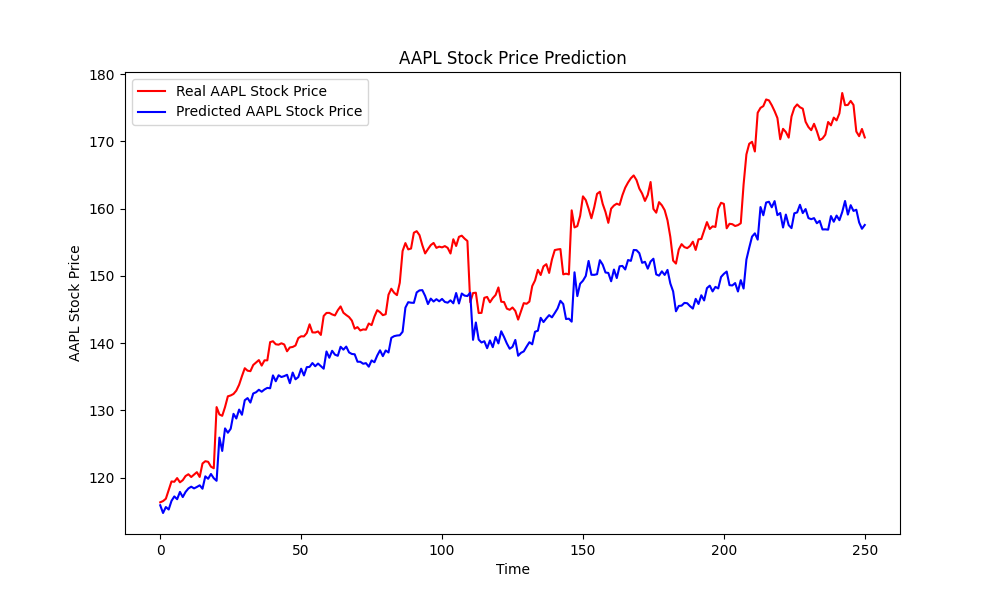 AAPL Stock Price Prediction
Real AAPL Stock Price
Predicted AAPL Stock Price
AAPL Stock Price
180
170
160
150
140
130
120
0 50 100 150 200 250
Time